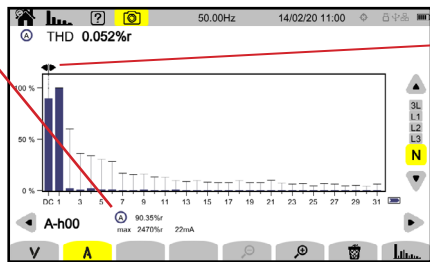 ? 50.00Hz 14/02/20 11:00
A THD 0.052%r
100 %
50 %
0 %
DC 1 3 5 7 9 11 13 15 17 19 21 23 25 27 29 31
3L
L1
L2
L3
N
A-h00
A 90.35%r
max 2470%r 22mA
V A